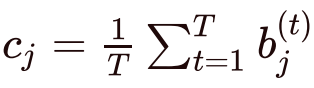 $c_j = \frac{1}{T} \sum_{t=1}^{T} b_j^{(t)}$